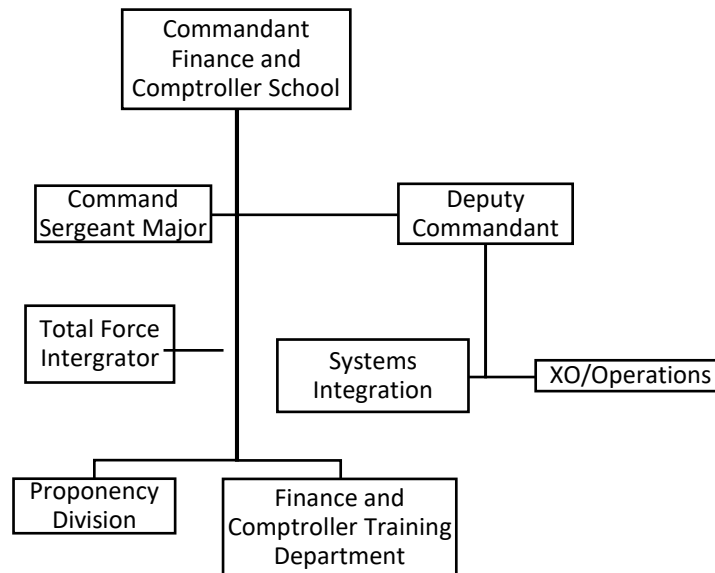 Commandant
Finance and
Comptroller School
Command
Sergeant Major
Deputy
Commandant
Total Force
Intergrator
Systems
Integration
XO/Operations
Proponency
Division
Finance and
Comptroller Training
Department